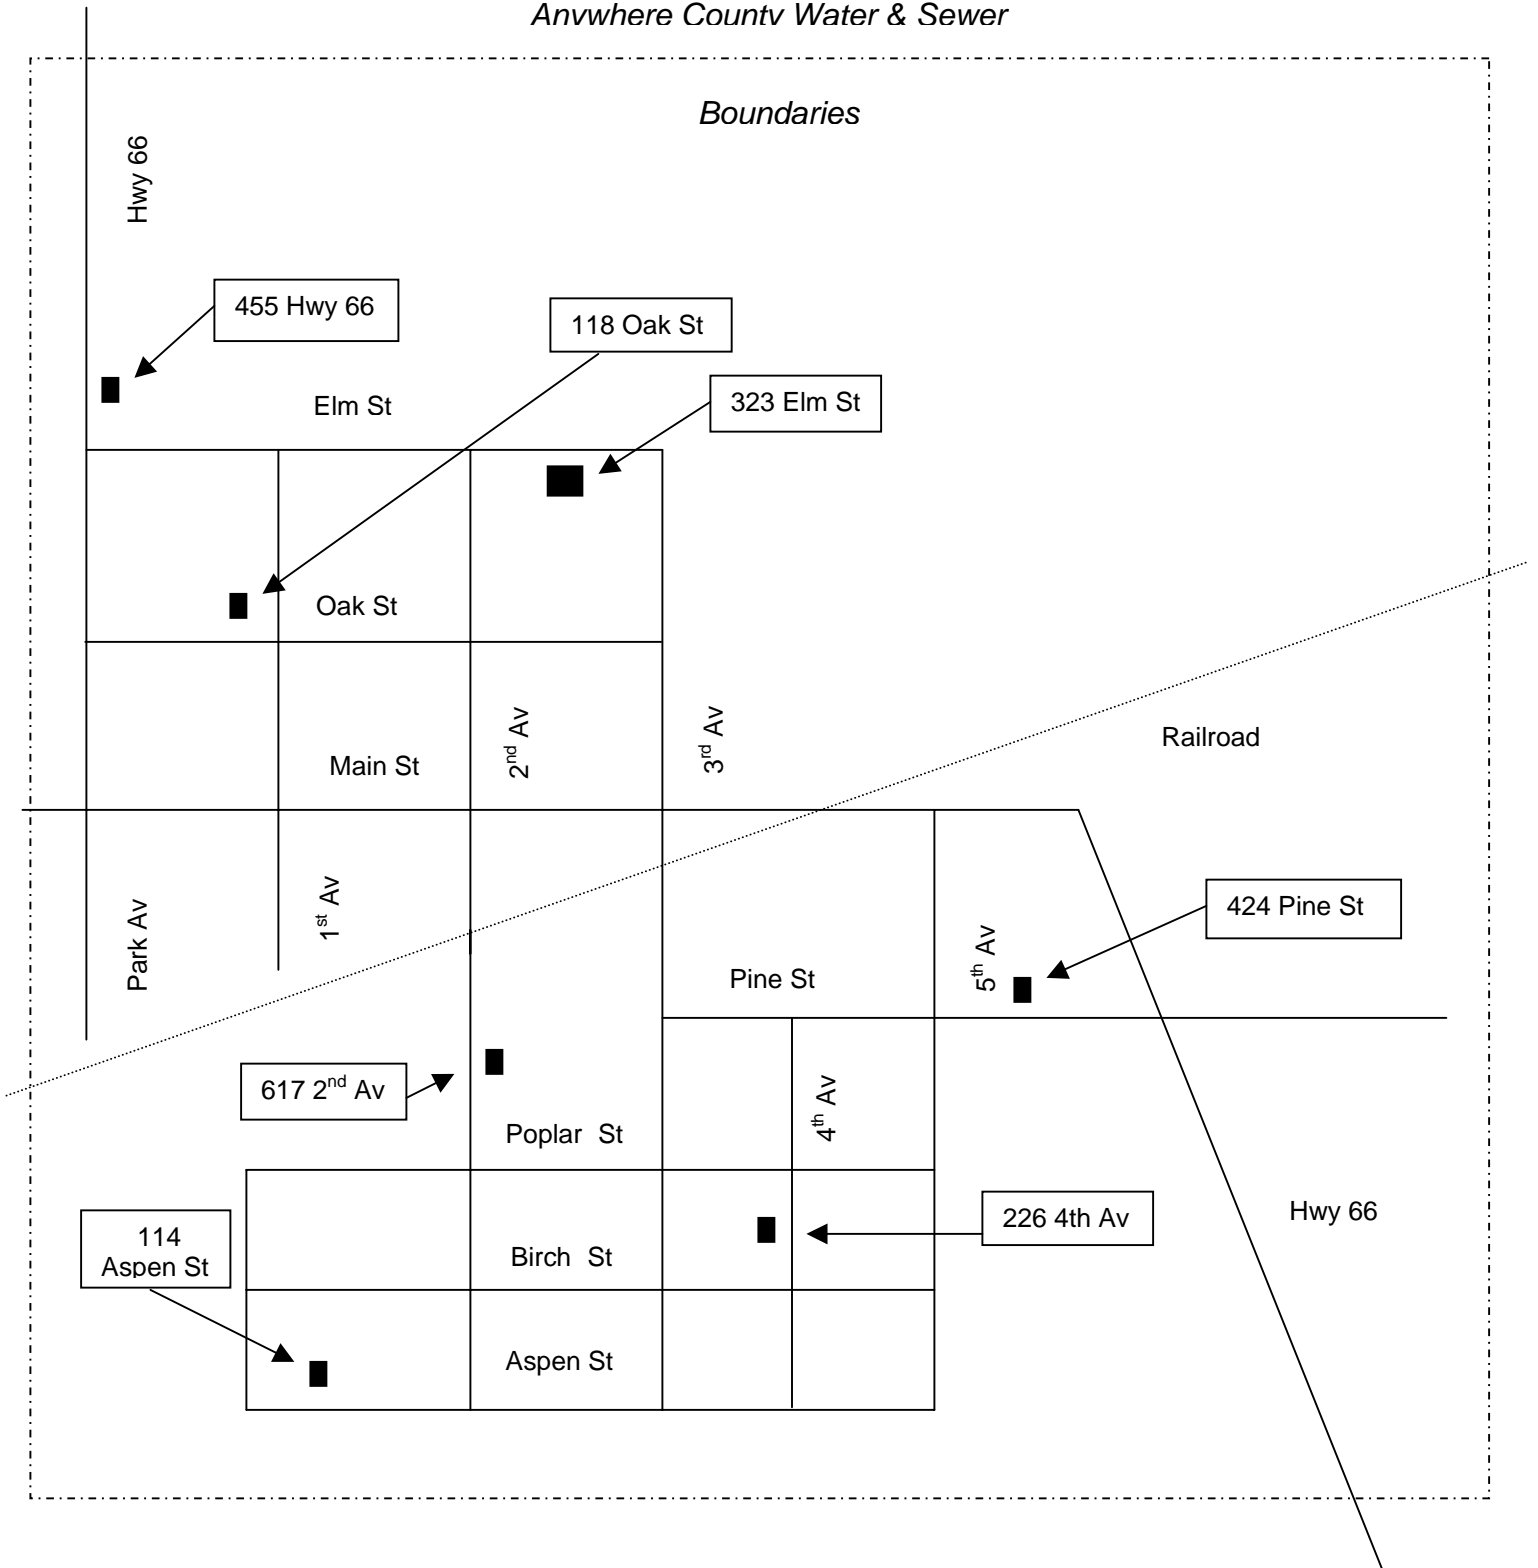 Anywhere County Water & Sewer
Boundaries
Hwy 66
455 Hwy 66
118 Oak St
323 Elm St
Elm St
Oak St
2nd Av
3rd Av
Railroad
Main St
1st Av
Park Av
424 Pine St
5th Av
Pine St
617 2nd Av
4th Av
Poplar St
114
Aspen St
226 4th Av
Hwy 66
Birch St
Aspen St